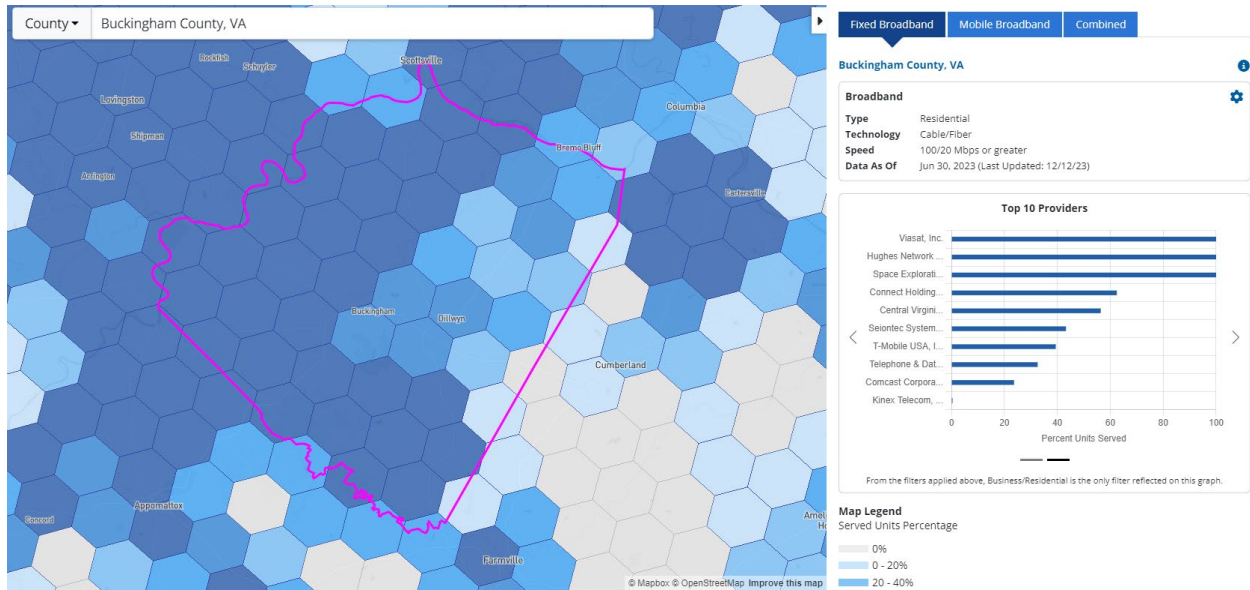 County
Buckingham County, VA
Rockfish
Schuyler
Scottsville
Lovingston
Columbia
Shipman
Bremo Bluff
Arrington
Cartersville
Buckingham
Dillwyn
Cumberland
Appomattox
Concord
Farmville
© Mapbox © OpenStreetMap Improve this map
Fixed Broadband
Mobile Broadband
Combined
Buckingham County, VA
Broadband
Type Residential
Technology Cable/Fiber
Speed 100/20 Mbps or greater
Data As Of Jun 30, 2023 (Last Updated: 12/12/23)
Top 10 Providers
Viasat, Inc.
Hughes Network ...
Space Explorati...
Connect Holding...
Central Virgini...
Seiontec System...
T-Mobile USA, I...
Telephone & Dat...
Comcast Corpora...
Kinex Telecom, ...
0 20 40 60 80 100
Percent Units Served
From the filters applied above, Business/Residential is the only filter reflected on this graph.
Map Legend
Served Units Percentage
0%
0 - 20%
20 - 40%